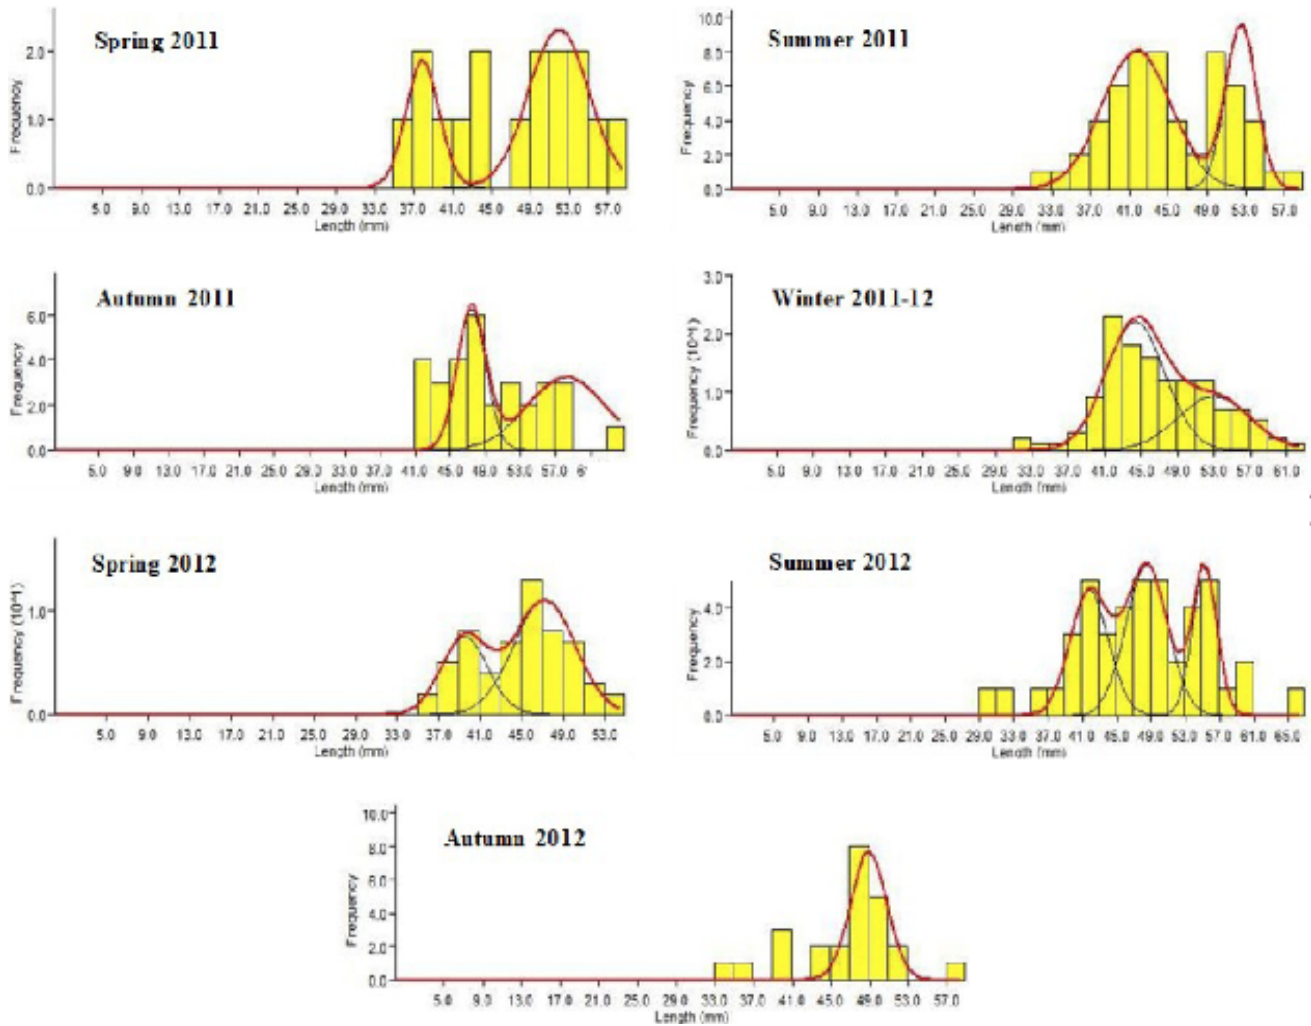 Spring 2011
Frequency
2.0
1.0
0.0
5.0 9.0 13.0 17.0 21.0 25.0 29.0 33.0 37.0 41.0 45.0 49.0 53.0 57.0
Length (mm)
Summer 2011
Frequency
10.0
8.0
6.0
4.0
2.0
0.0
5.0 9.0 13.0 17.0 21.0 25.0 29.0 33.0 37.0 41.0 45.0 49.0 53.0 57.0
Length (mm)
Autumn 2011
Frequency
6.0
4.0
2.0
0.0
5.0 9.0 13.0 17.0 21.0 25.0 29.0 33.0 37.0 41.0 45.0 49.0 53.0 57.0 6
Length (mm)
Winter 2011-12
Frequency (10^1)
3.0
2.0
1.0
0.0
5.0 9.0 13.0 17.0 21.0 25.0 29.0 33.0 37.0 41.0 45.0 49.0 53.0 57.0 61.0
Length (mm)
Spring 2012
Frequency (10^1)
1.0
0.0
5.0 9.0 13.0 17.0 21.0 25.0 29.0 33.0 37.0 41.0 45.0 49.0 53.0
Length (mm)
Summer 2012
Frequency
4.0
2.0
0.0
5.0 9.0 13.0 17.0 21.0 25.0 29.0 33.0 37.0 41.0 45.0 49.0 53.0 57.0 61.0 65.0
Length (mm)
Autumn 2012
Frequency
10.0
8.0
6.0
4.0
2.0
0.0
5.0 9.0 13.0 17.0 21.0 25.0 29.0 33.0 37.0 41.0 45.0 49.0 53.0 57.0
Length (mm)